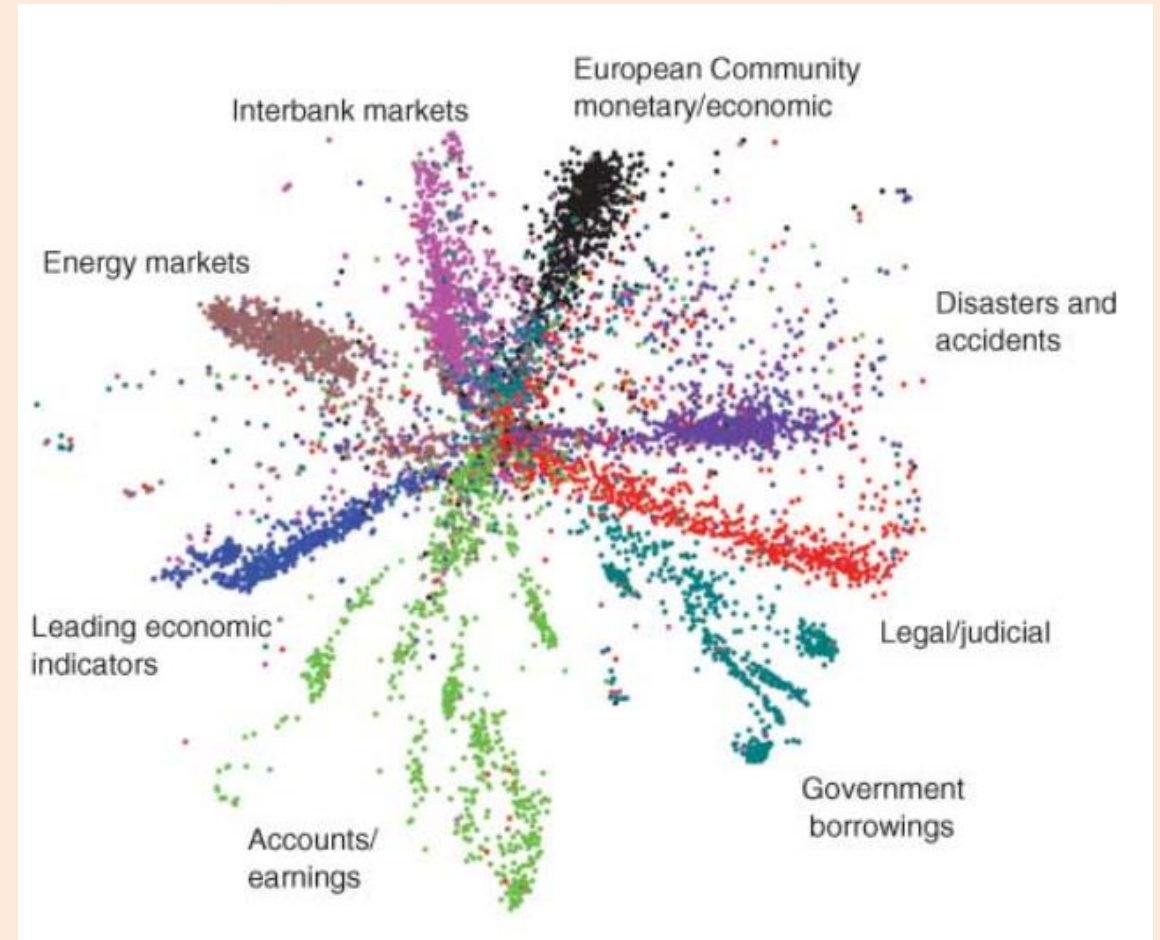 European Community
monetary/economic
Interbank markets
Energy markets
Disasters and
accidents
Leading economic
indicators
Legal/judicial
Government
borrowings
Accounts/
earnings